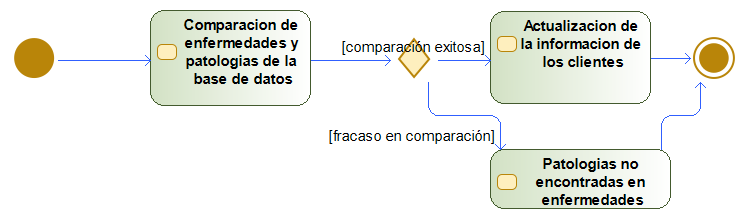 Comparacion de
enfermedades y
patologias de la
base de datos
[comparación exitosa]
Actualizacion de
la informacion de
los clientes
[fracaso en comparación]
Patologias no
encontradas en
enfermedades